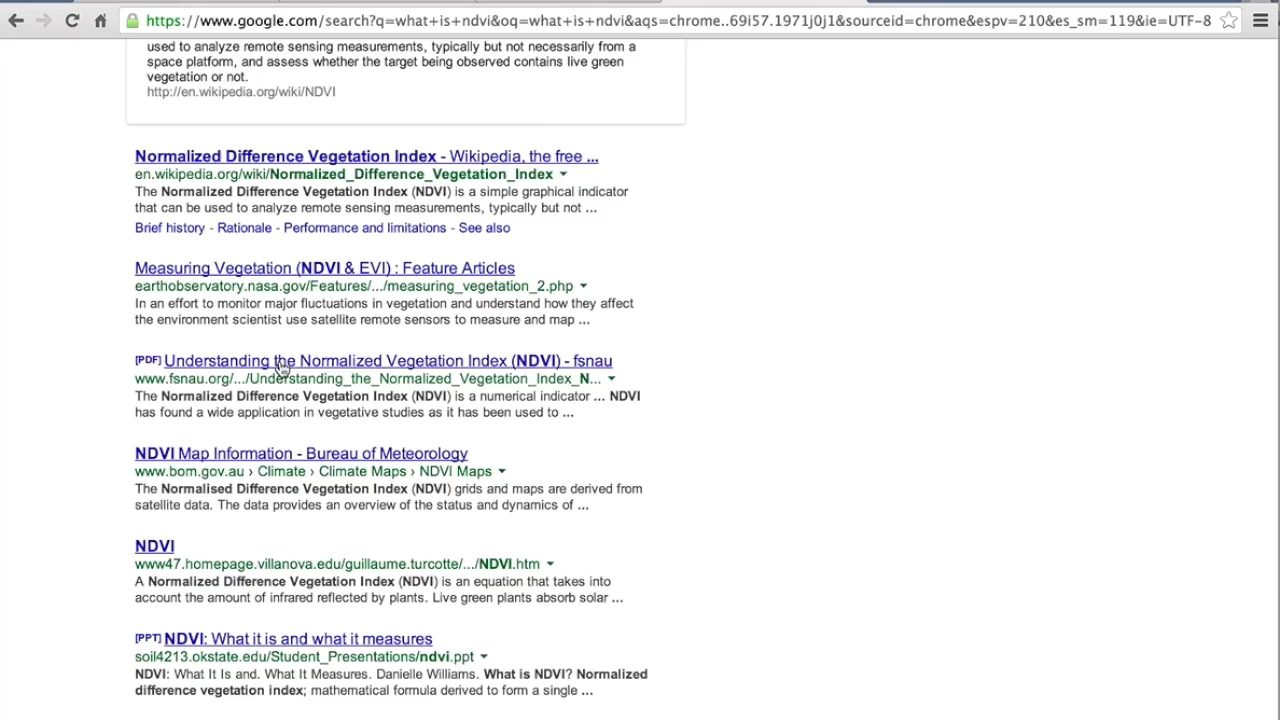 https://www.google.com/search?q=what+is+ndvi&oq=what+is+ndvi&aqs=chrome..69i57.1971j0j1&sourceid=chrome&espv=210&es_sm=119&ie=UTF-8
used to analyze remote sensing measurements, typically but not necessarily from a
space platform, and assess whether the target being observed contains live green
vegetation or not.
http://en.wikipedia.org/wiki/NDVI
Normalized Difference Vegetation Index - Wikipedia, the free ...
en.wikipedia.org/wiki/Normalized_Difference_Vegetation_Index
The Normalized Difference Vegetation Index (NDVI) is a simple graphical indicator
that can be used to analyze remote sensing measurements, typically but not ...
Brief history - Rationale - Performance and limitations - See also
Measuring Vegetation (NDVI & EVI) : Feature Articles
earthobservatory.nasa.gov/Features/.../measuring_vegetation_2.php
In an effort to monitor major fluctuations in vegetation and understand how they affect
the environment scientist use satellite remote sensors to measure and map ...
[PDF] Understanding the Normalized Vegetation Index (NDVI) - fsnau
www.fsnau.org/.../Understanding_the_Normalized_Vegetation_Index_N...
The Normalized Difference Vegetation Index (NDVI) is a numerical indicator ... NDVI
has found a wide application in vegetative studies as it has been used to ...
NDVI Map Information - Bureau of Meteorology
www.bom.gov.au › Climate › Climate Maps › NDVI Maps
The Normalised Difference Vegetation Index (NDVI) grids and maps are derived from
satellite data. The data provides an overview of the status and dynamics of ...
NDVI
www47.homepage.villanova.edu/guillaume.turcotte/.../NDVI.htm
A Normalized Difference Vegetation Index (NDVI) is an equation that takes into
account the amount of infrared reflected by plants. Live green plants absorb solar ...
[PPT] NDVI: What it is and what it measures
soil4213.okstate.edu/Student_Presentations/ndvi.ppt
NDVI: What It Is and. What It Measures. Danielle Williams. What is NDVI? Normalized
difference vegetation index; mathematical formula derived to form a single ...